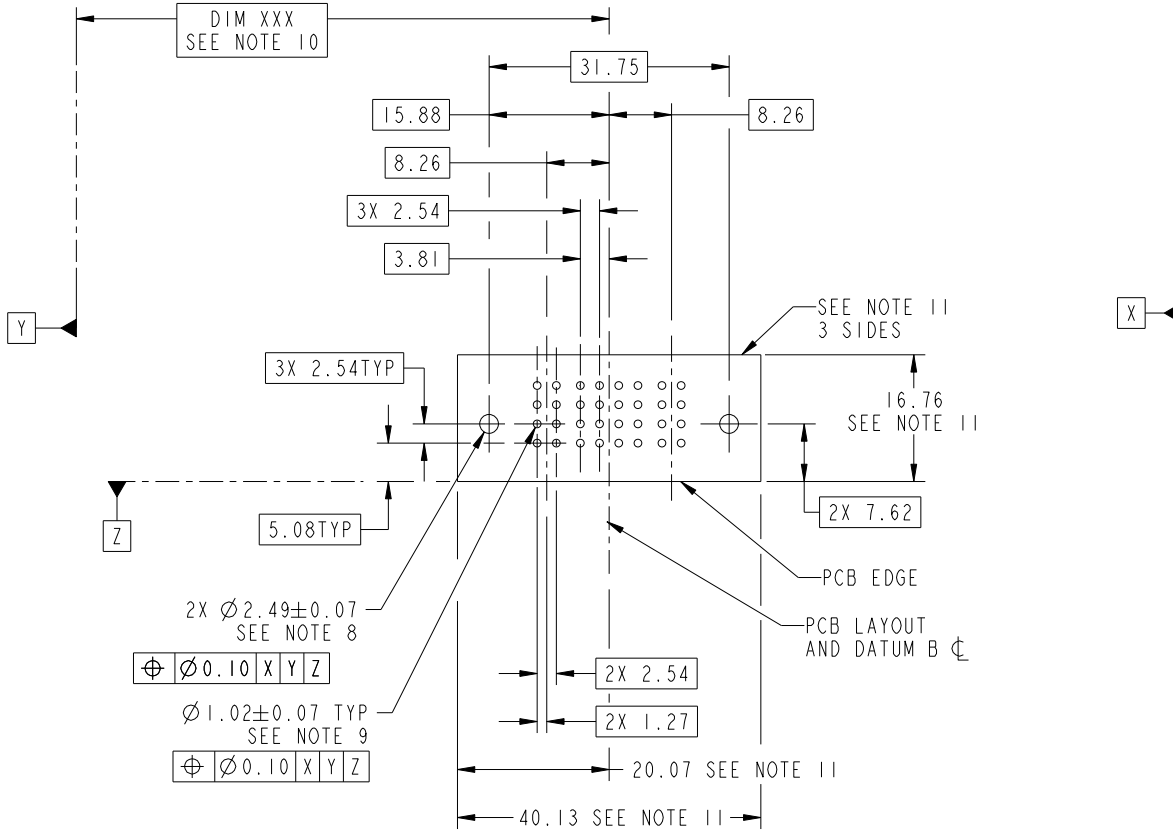 DIM XXX
SEE NOTE 10
31.75
15.88
8.26
8.26
3X 2.54
3.81
Y
X
SEE NOTE 11
3 SIDES
3X 2.54TYP
16.76
SEE NOTE 11
Z
5.08TYP
2X 7.62
PCB EDGE
2X Ø2.49±0.07
SEE NOTE 8
⌖ Ø0.10 X Y Z
PCB LAYOUT
AND DATUM B ℄
2X 2.54
Ø1.02±0.07 TYP
SEE NOTE 9
⌖ Ø0.10 X Y Z
2X 1.27
20.07 SEE NOTE 11
40.13 SEE NOTE 11